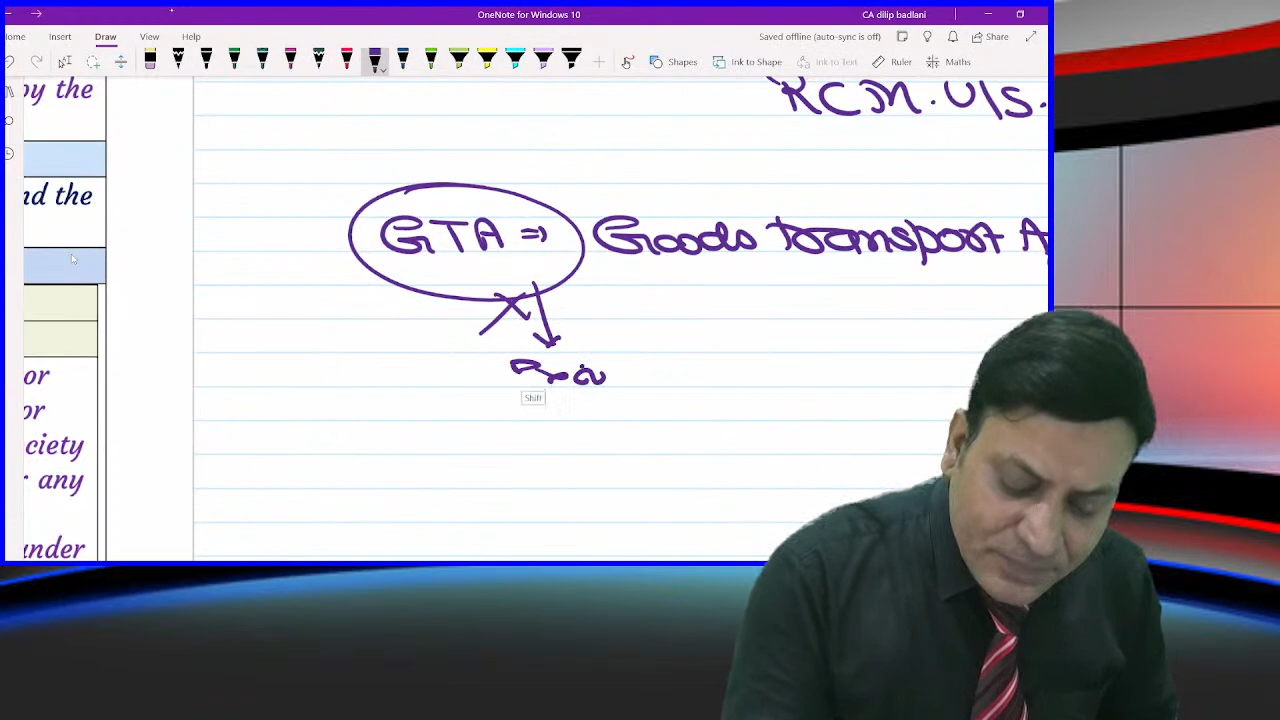 OneNote for Windows 10
CA dilip badlani
ome Insert Draw View Help
Saved offline (auto-sync is off)
Share
Shapes
Ink to Shape
Ink to Text
Ruler
Maths
by the
RCM. U/S.
nd the
GTA ⇒ Goods transport A
Shift
or
or
ciety
r any
under